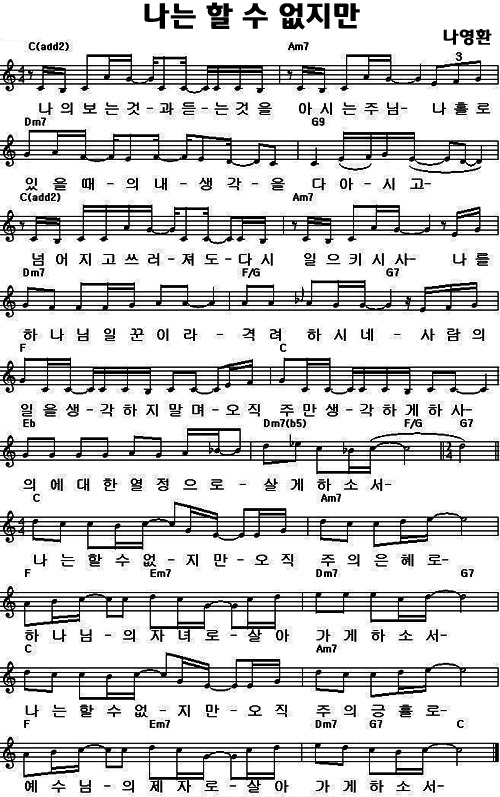 나는 할 수 없지만
나영환
C(add2) Am7
3
나 의 보 는 것 - 과 듣 - 는 것 을 아 시 는 주 님 - 나 홀 로
Dm7 G9
있 을 때 - 의 내 - 생 각 - 을 다 아 - 시 고 -
C(add2) Am7
넘 어 지 고 쓰 러 - 져 도 - 다 시 일 으 키 시 사 - 나 를
Dm7 F/G G7
하 나 님 일 꾼 이 라 - 격 려 하 시 네 - 사 람 의
F C
일 을 생 - 각 하 지 말 며 - 오 직 주 만 생 - 각 하 게 하 사 -
Eb Dm7(b5) F/G G7
의 예 대 한 열 정 으 로 - 살 게 하 소 서 -
C Am7
나 는 할 수 없 - 지 만 - 오 직 주 의 은 혜 로 -
F Em7 Dm7 G7
하 나 님 - 의 자 녀 로 - 살 아 가 게 하 소 서 -
C Am7
나 는 할 수 없 - 지 만 - 오 직 주 의 긍 휼 로 -
F Em7 Dm7 G7 C
예 수 님 - 의 제 자 로 - 살 아 가 게 하 소 서 -